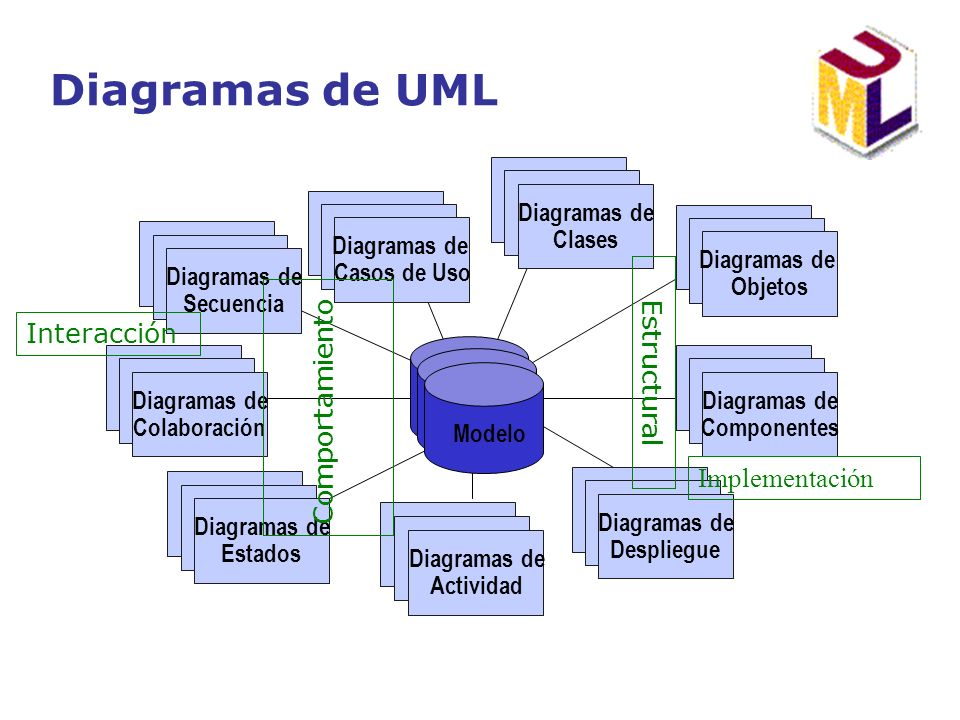 Diagramas de UML
UML
Diagramas de
Clases
Diagramas de
Casos de Uso
Diagramas de
Objetos
Diagramas de
Secuencia
Interacción
Comportamiento
Estructural
Diagramas de
Colaboración
Modelo
Diagramas de
Componentes
Implementación
Diagramas de
Estados
Diagramas de
Actividad
Diagramas de
Despliegue